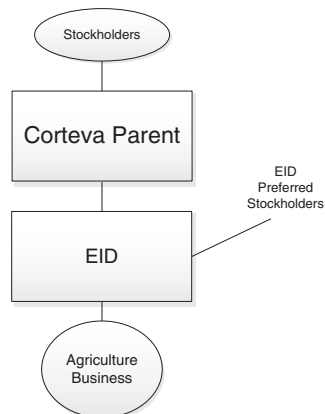 Stockholders
Corteva Parent
EID
Preferred
Stockholders
EID
Agriculture
Business